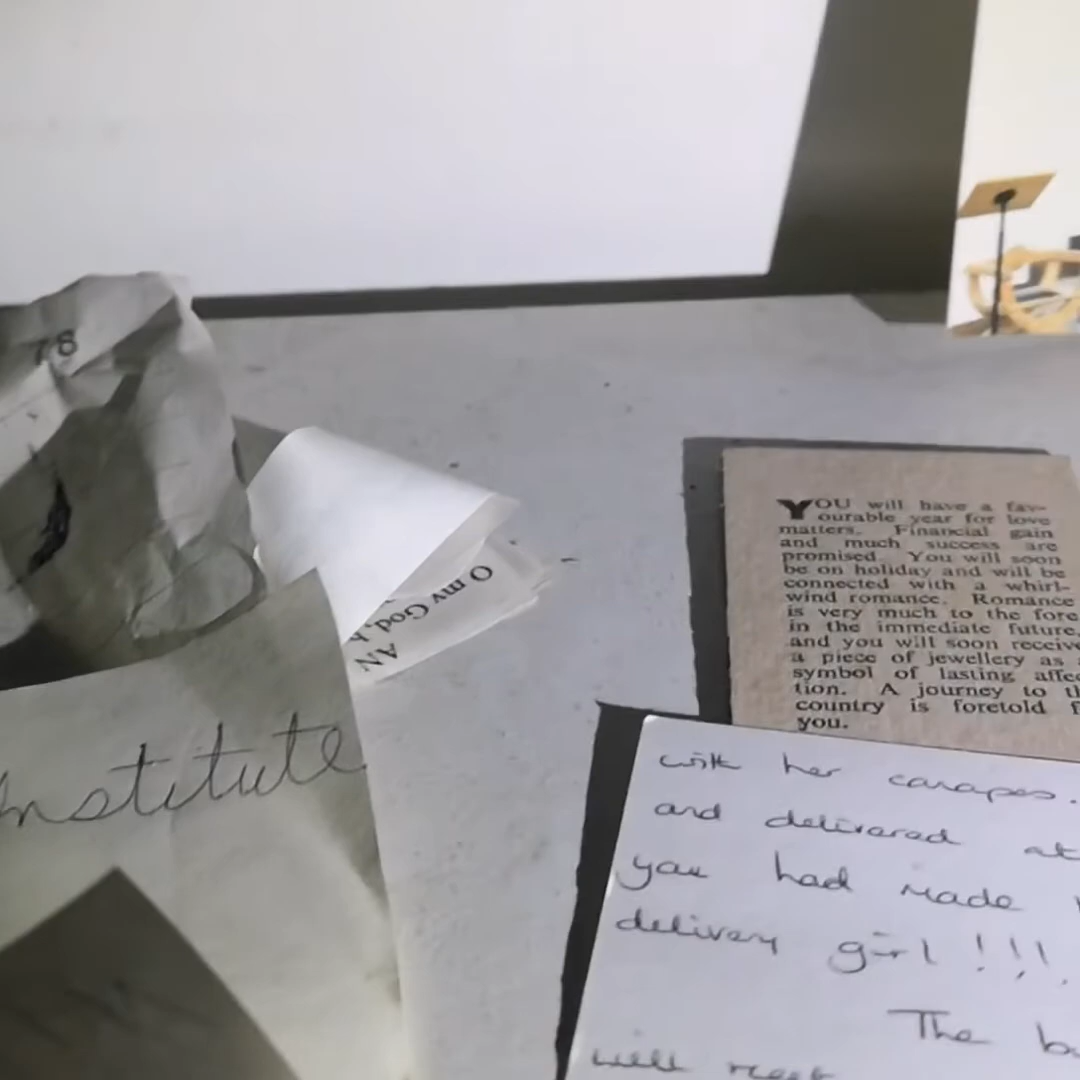 78
O my God,
AN
Institute
YOU will have a fav-
ourable year for love
matters. Financial gain
and much success are
promised. You will soon
be on holiday and will be
connected with a whirl-
wind romance. Romance
is very much to the fore
in the immediate future,
and you will soon receive
a piece of jewellery as a
symbol of lasting affec
tion. A journey to th
country is foretold f
you.
with her canapes.
and delivered at
you had made
delivery girl !!!
The
will